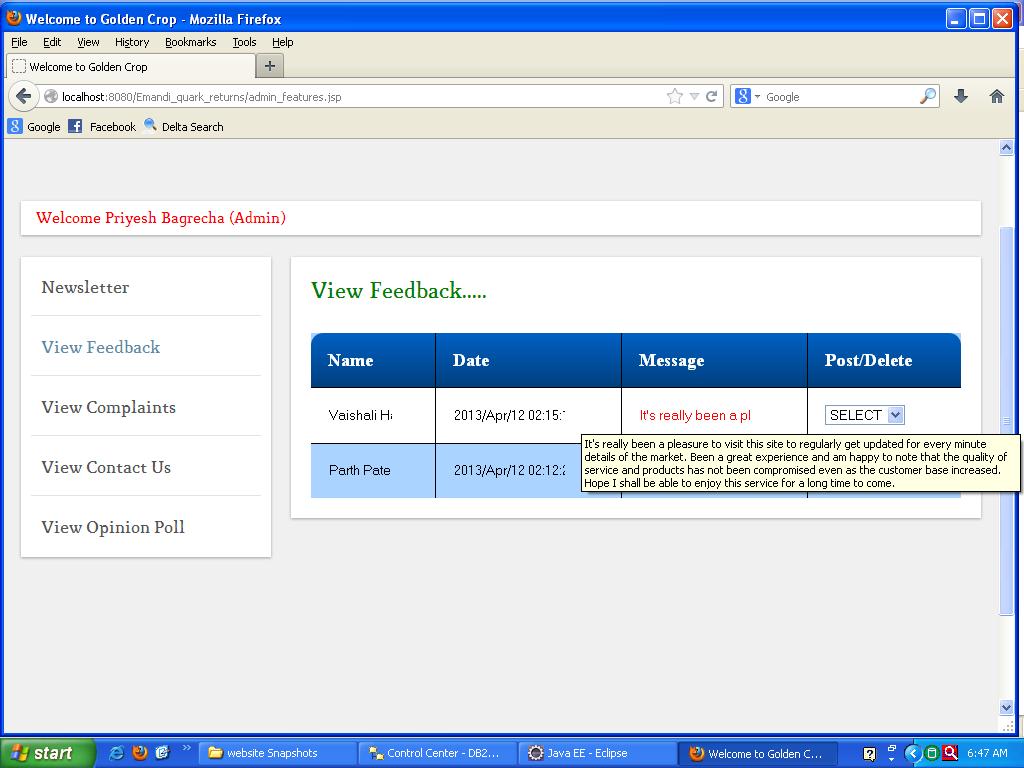 Welcome to Golden Crop - Mozilla Firefox
File Edit View History Bookmarks Tools Help
Welcome to Golden Crop
localhost:8080/Emandi_quark_returns/admin_features.jsp
Google
Google Facebook Delta Search
Welcome Priyesh Bagrecha (Admin)
Newsletter
View Feedback
View Complaints
View Contact Us
View Opinion Poll
View Feedback.....
Name Date Message Post/Delete
Vaishali 2013/Apr/12 02:15: It's really been a pl SELECT
Parth Pate 2013/Apr/12 02:12:
It's really been a pleasure to visit this site to regularly get updated for every minute
details of the market. Been a great experience and am happy to note that the quality of
service and products has not been compromised even as the customer base increased.
Hope I shall be able to enjoy this service for a long time to come.
start website Snapshots Control Center - DB2... Java EE - Eclipse Welcome to Golden C... 6:47 AM